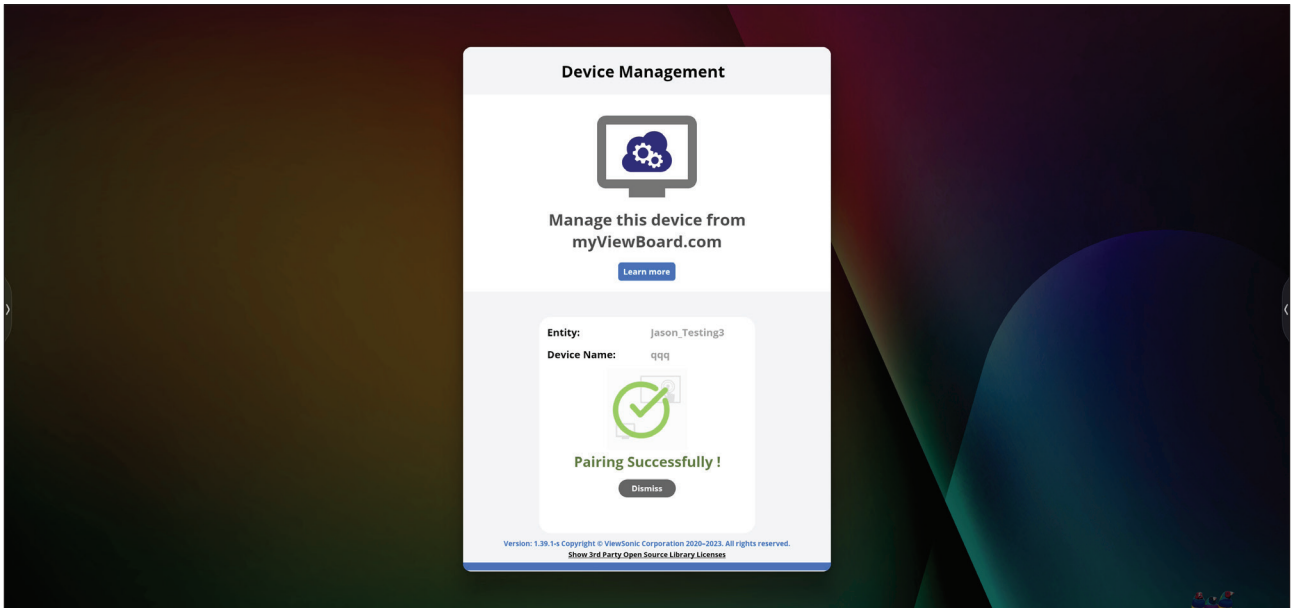 Device Management
Manage this device from
myViewBoard.com
Learn more
Entity: Jason_Testing3
Device Name: qqq
Pairing Successfully !
Dismiss
Version: 1.39.1-s Copyright © ViewSonic Corporation 2020–2023. All rights reserved.
Show 3rd Party Open Source Library Licenses